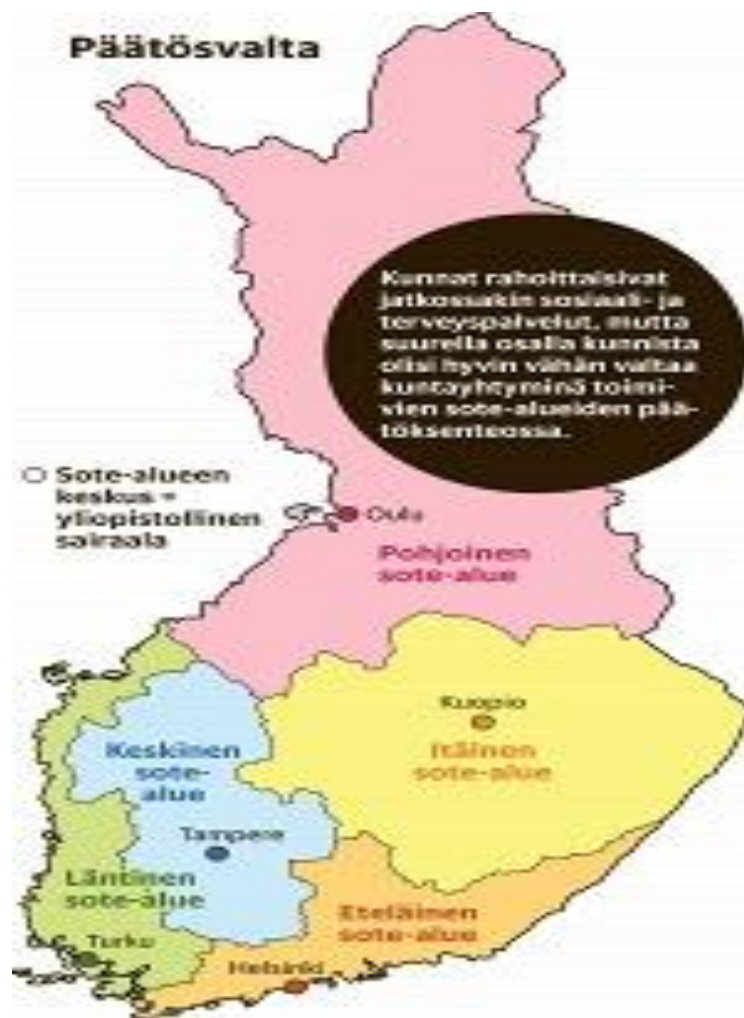 Päätösvalta
Kunnat rahoittaisivat
jatkossakin sosiaali- ja
terveyspalvelut, mutta
suurella osalla kunnista
olisi hyvin vähän valtaa
kuntayhtyminä toimi-
vien sote-alueiden pää-
töksenteossa.
Sote-alueen
keskus =
yliopistollinen
sairaala
Oulu
Pohjoinen
sote-alue
Kuopio
Itäinen
sote-alue
Keskinen
sote-
alue
Tampere
Läntinen
sote-alue
Eteläinen
sote-alue
Turku
Helsinki